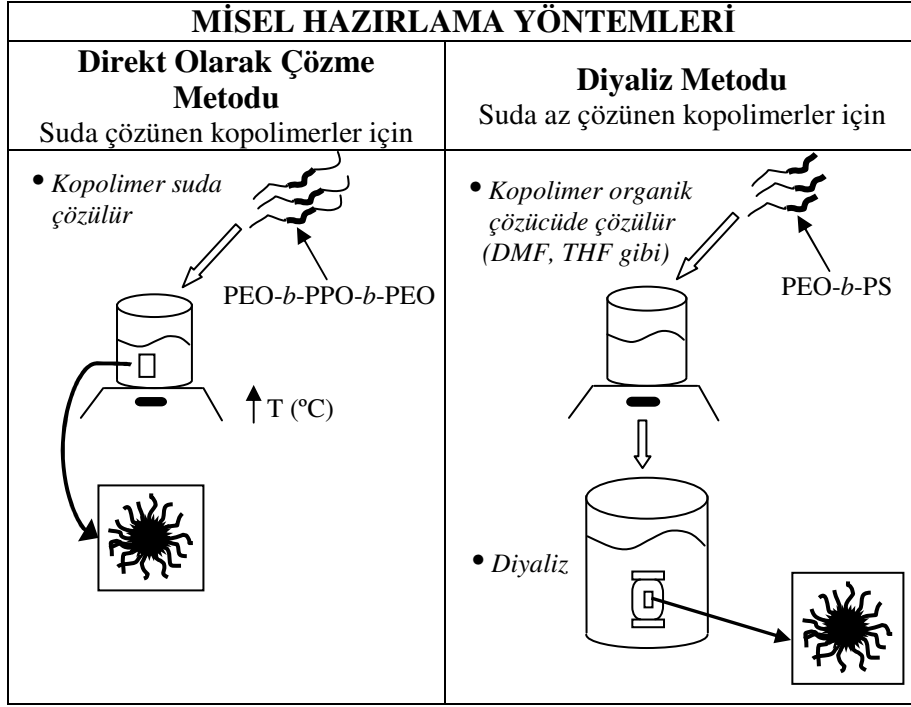 MİSEL HAZIRLAMA YÖNTEMLERİ
Direkt Olarak Çözme
Metodu
Suda çözünen kopolimerler için
Diyaliz Metodu
Suda az çözünen kopolimerler için
• Kopolimer suda
çözülür
PEO-b-PPO-b-PEO
T (ºC)
• Kopolimer organik
çözücüde çözülür
(DMF, THF gibi)
PEO-b-PS
• Diyaliz